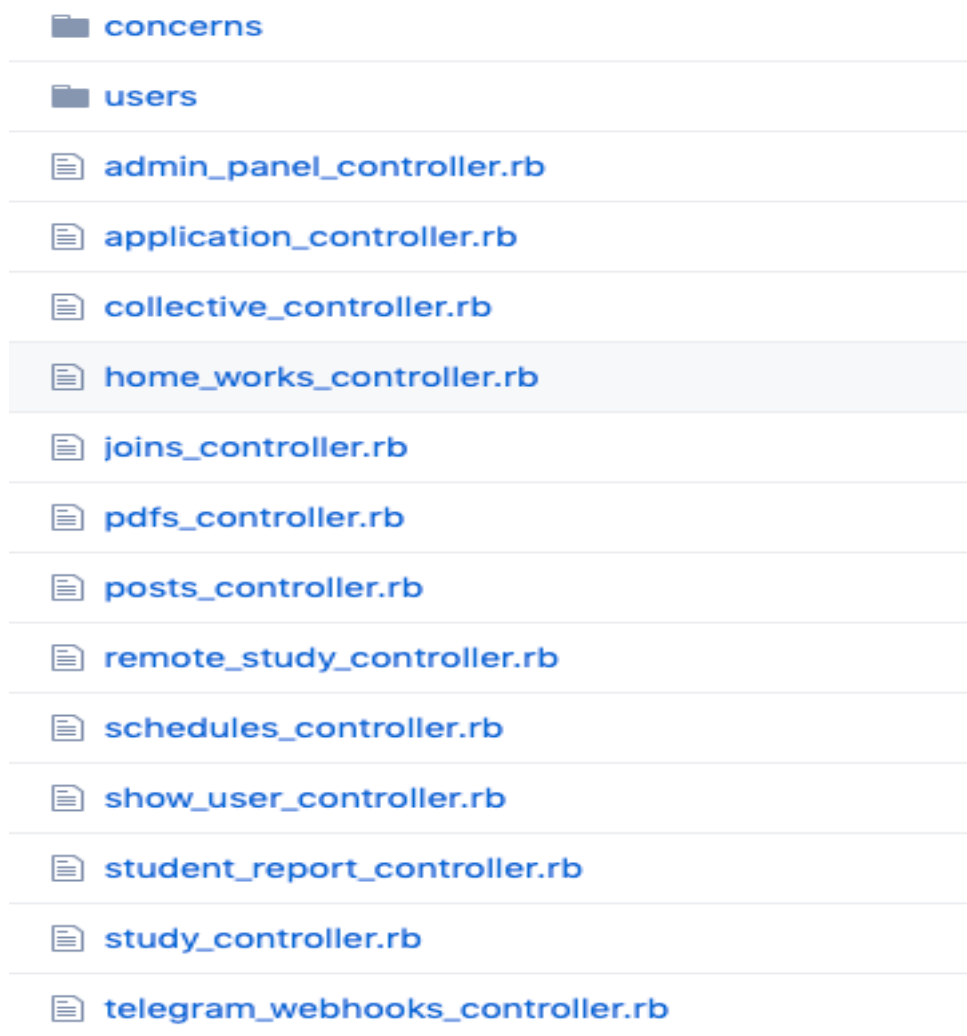 concerns
users
admin_panel_controller.rb
application_controller.rb
collective_controller.rb
home_works_controller.rb
joins_controller.rb
pdfs_controller.rb
posts_controller.rb
remote_study_controller.rb
schedules_controller.rb
show_user_controller.rb
student_report_controller.rb
study_controller.rb
telegram_webhooks_controller.rb